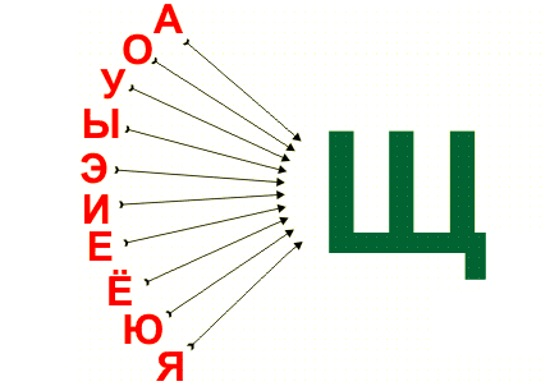 А
О
У
Ы
Э
И
Е
Ё
Ю
Я
Щ